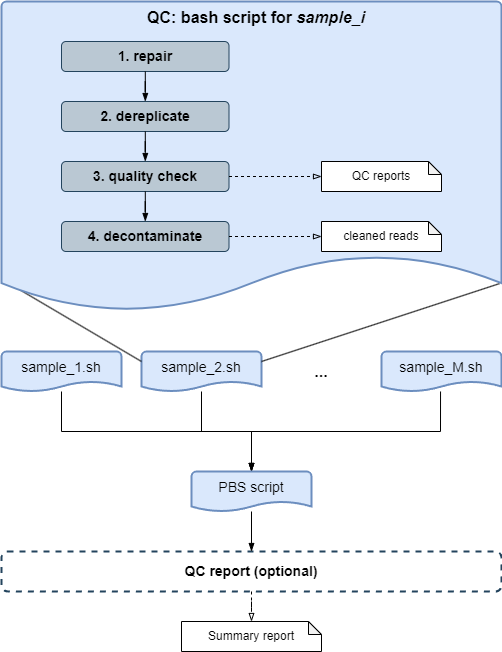 QC: bash script for sample_i
1. repair
2. dereplicate
3. quality check
QC reports
4. decontaminate
cleaned reads
sample_1.sh
sample_2.sh
...
sample_M.sh
PBS script
QC report (optional)
Summary report